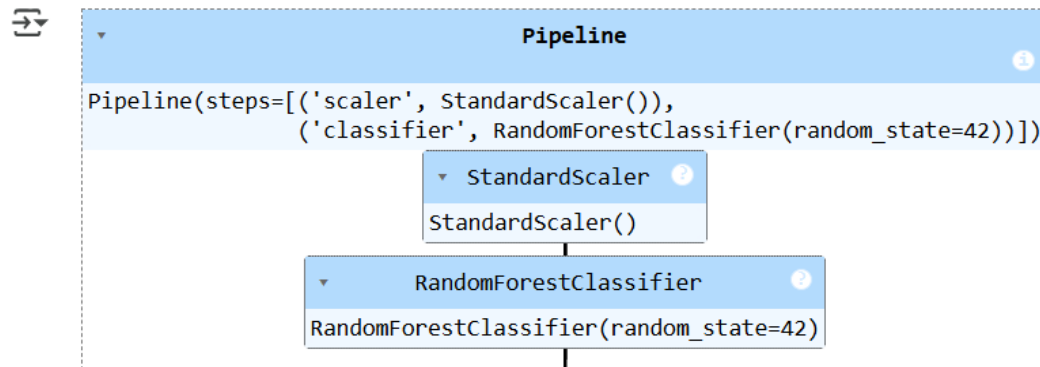 Pipeline
i
Pipeline(steps=[('scaler', StandardScaler()),
('classifier', RandomForestClassifier(random_state=42))])
StandardScaler ?
StandardScaler()
RandomForestClassifier ?
RandomForestClassifier(random_state=42)